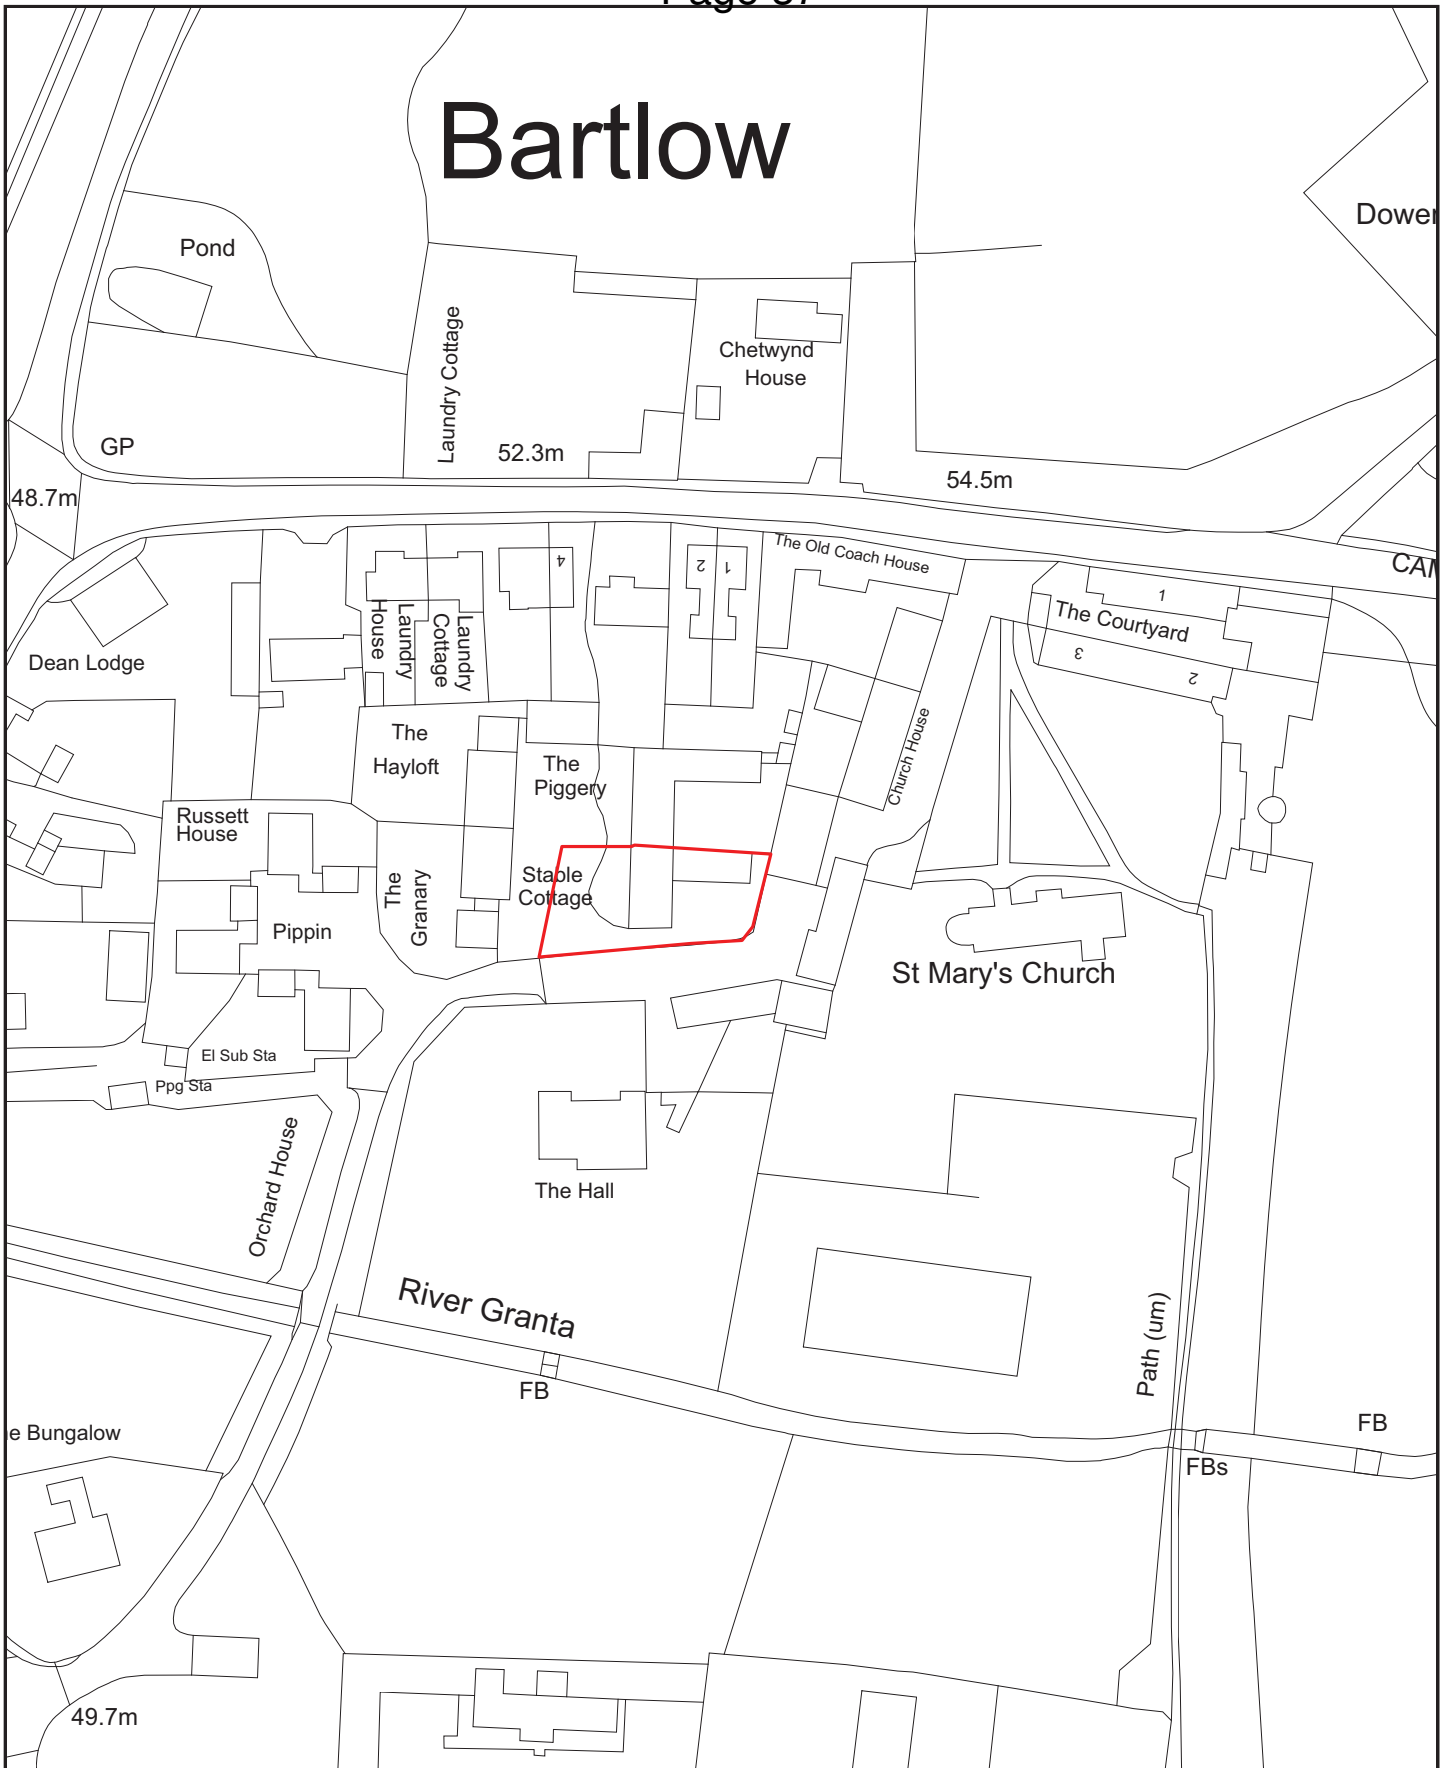 Bartlow
Dower
Pond
Laundry Cottage
Chetwynd
House
GP
52.3m
54.5m
48.7m
The Old Coach House
CAM
4
2
1
1
The Courtyard
3
2
House
Laundry
Cottage
Laundry
Dean Lodge
The
Hayloft
The
Piggery
Church House
Russett
House
The
Granary
Stable
Cottage
Pippin
St Mary's Church
El Sub Sta
Ppg Sta
Orchard House
The Hall
River Granta
Path (um)
FB
FB
FBs
e Bungalow
49.7m